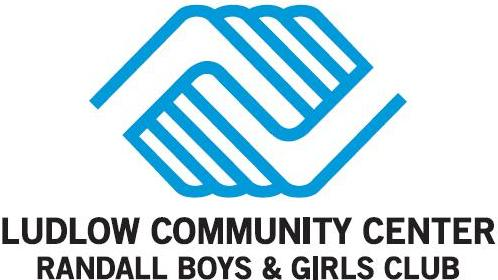 LUDLOW COMMUNITY CENTER
RANDALL BOYS & GIRLS CLUB